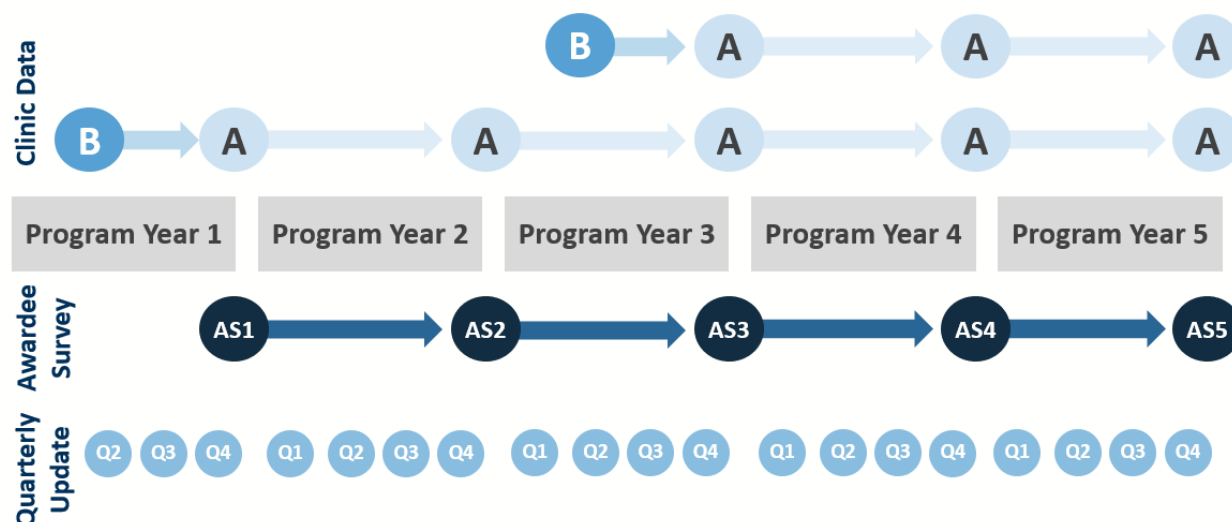 Clinic Data
B A A A
B A A A A A
Program Year 1 Program Year 2 Program Year 3 Program Year 4 Program Year 5
Awardee
Survey
AS1 AS2 AS3 AS4 AS5
Quarterly
Update
Q2 Q3 Q4 Q1 Q2 Q3 Q4 Q1 Q2 Q3 Q4 Q1 Q2 Q3 Q4 Q1 Q2 Q3 Q4